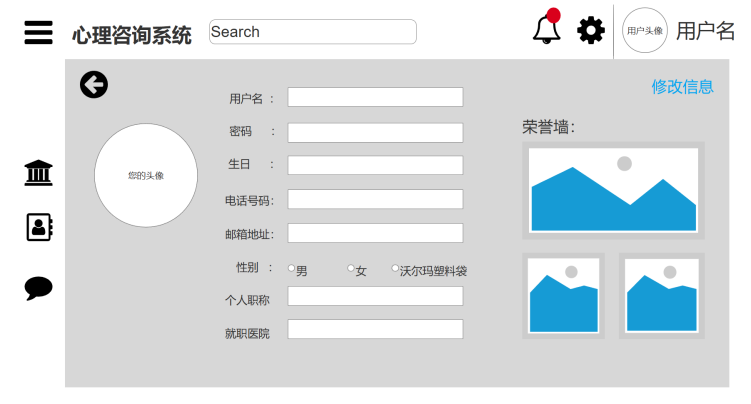 心理咨询系统
Search
用户头像
用户名
修改信息
您的头像
用户名 :
密码 :
生日 :
电话号码:
邮箱地址:
性别 :
男 女 沃尔玛塑料袋
个人职称
就职医院
荣誉墙: